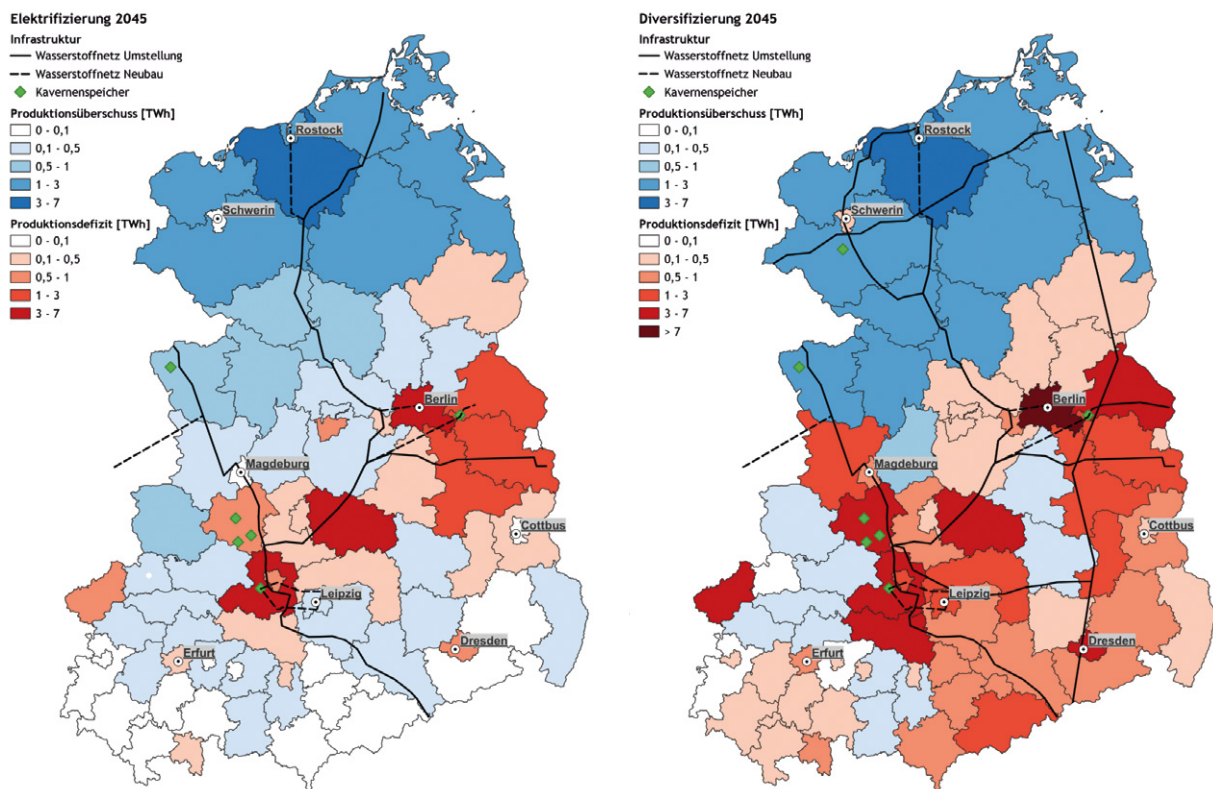 Elektrifizierung 2045
Infrastruktur
Wasserstoffnetz Umstellung
Wasserstoffnetz Neubau
Kavernenspeicher
Produktionsüberschuss [TWh]
0 - 0,1
0,1 - 0,5
0,5 - 1
1 - 3
3 - 7
Produktionsdefizit [TWh]
0 - 0,1
0,1 - 0,5
0,5 - 1
1 - 3
3 - 7
Rostock
Schwerin
Berlin
Magdeburg
Cottbus
Leipzig
Dresden
Erfurt
Diversifizierung 2045
Infrastruktur
Wasserstoffnetz Umstellung
Wasserstoffnetz Neubau
Kavernenspeicher
Produktionsüberschuss [TWh]
0 - 0,1
0,1 - 0,5
0,5 - 1
1 - 3
3 - 7
Produktionsdefizit [TWh]
0 - 0,1
0,1 - 0,5
0,5 - 1
1 - 3
3 - 7
> 7
Rostock
Schwerin
Berlin
Magdeburg
Cottbus
Leipzig
Dresden
Erfurt